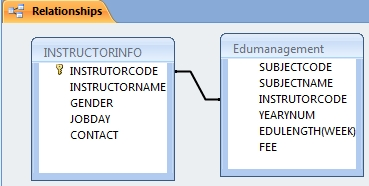 Relationships
INSTRUCTORINFO
INSTRUTORCODE
INSTRUCTORNAME
GENDER
JOBDAY
CONTACT
Edumanagement
SUBJECTCODE
SUBJECTNAME
INSTRUTORCODE
YEARYNUM
EDULENGTH(WEEK)
FEE